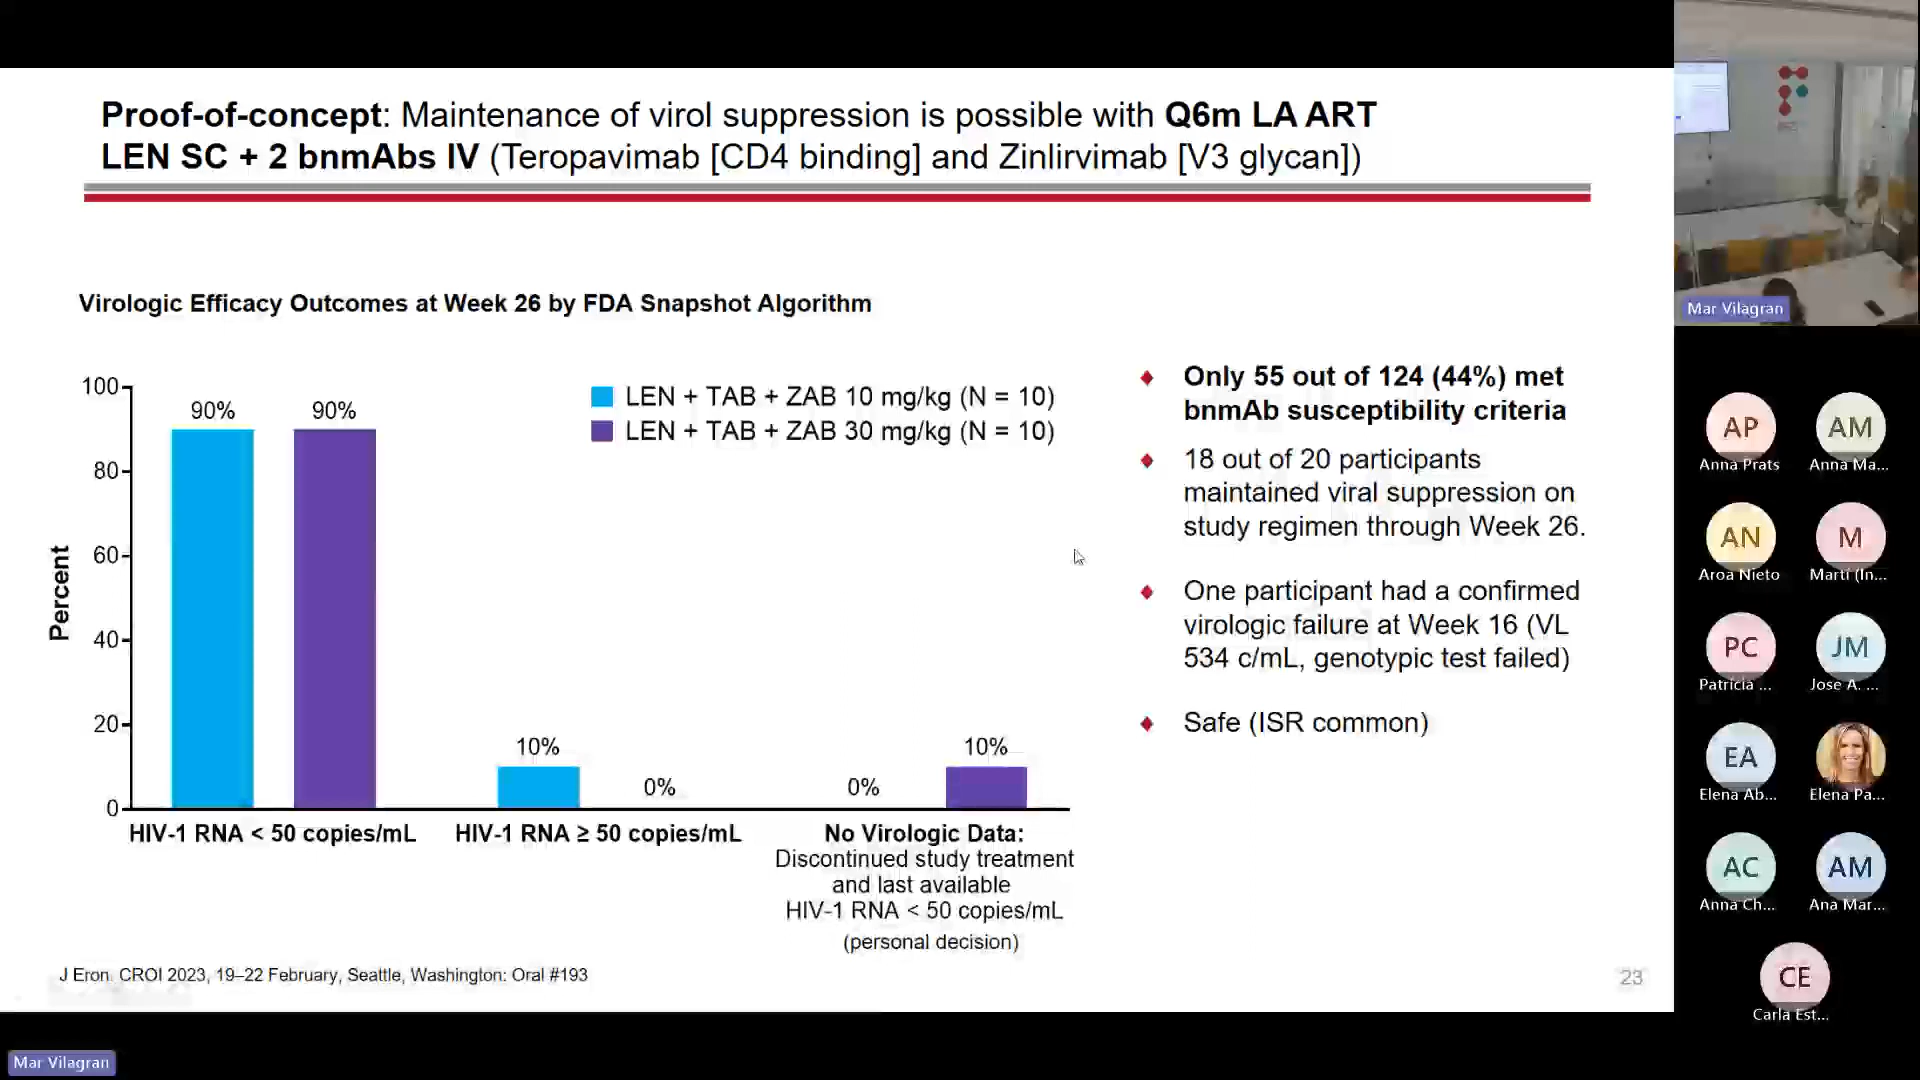 Proof-of-concept: Maintenance of virol suppression is possible with Q6m LA ART
LEN SC + 2 bnmAbs IV (Teropavimab [CD4 binding] and Zinlirvimab [V3 glycan])
Virologic Efficacy Outcomes at Week 26 by FDA Snapshot Algorithm
Percent
100
80
60
40
20
0
LEN + TAB + ZAB 10 mg/kg (N = 10)
LEN + TAB + ZAB 30 mg/kg (N = 10)
90%
90%
10%
0%
0%
10%
HIV-1 RNA < 50 copies/mL
HIV-1 RNA ≥ 50 copies/mL
No Virologic Data:
Discontinued study treatment
and last available
HIV-1 RNA < 50 copies/mL
(personal decision)
Only 55 out of 124 (44%) met
bnmAb susceptibility criteria
18 out of 20 participants
maintained viral suppression on
study regimen through Week 26.
One participant had a confirmed
virologic failure at Week 16 (VL
534 c/mL, genotypic test failed)
Safe (ISR common)
J Eron. CROI 2023, 19–22 February, Seattle, Washington: Oral #193
23
Mar Vilagran
AP
Anna Prats
AM
Anna Ma...
AN
Aroa Nieto
M
Martí (In...
PC
Patrícia ...
JM
Jose A. ...
EA
Elena Ab...
Elena Pa...
AC
Anna Ch...
AM
Ana Mar...
CE
Carla Est...
Mar Vilagran